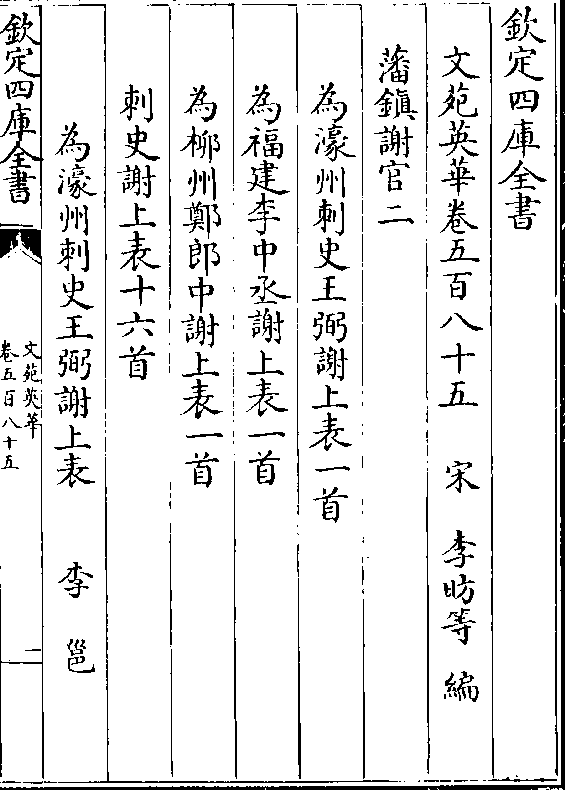 欽定四庫全書
文苑英華卷五百八十五　宋　李昉等　編
藩鎮謝官二
為濠州刺史王弼謝上表一首
為福建李中丞謝上表一首
為柳州鄭郎中謝上表一首
刺史謝上表十六首
為濠州刺史王弼謝上表　李　邕
欽定四庫全書
文苑英華
卷五百八十五
一